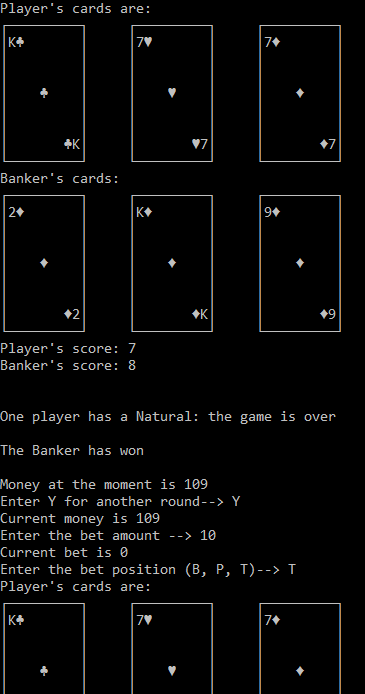 Player's cards are:
K♣ 7♥ 7♦
♣ ♥ ♦
♣K ♥7 ♦7
Banker's cards:
2♦ K♦ 9♦
♦ ♦ ♦
♦2 ♦K ♦9
Player's score: 7
Banker's score: 8
One player has a Natural: the game is over
The Banker has won
Money at the moment is 109
Enter Y for another round--> Y
Current money is 109
Enter the bet amount --> 10
Current bet is 0
Enter the bet position (B, P, T)--> T
Player's cards are:
K♣ 7♥ 7♦
♣ ♥ ♦